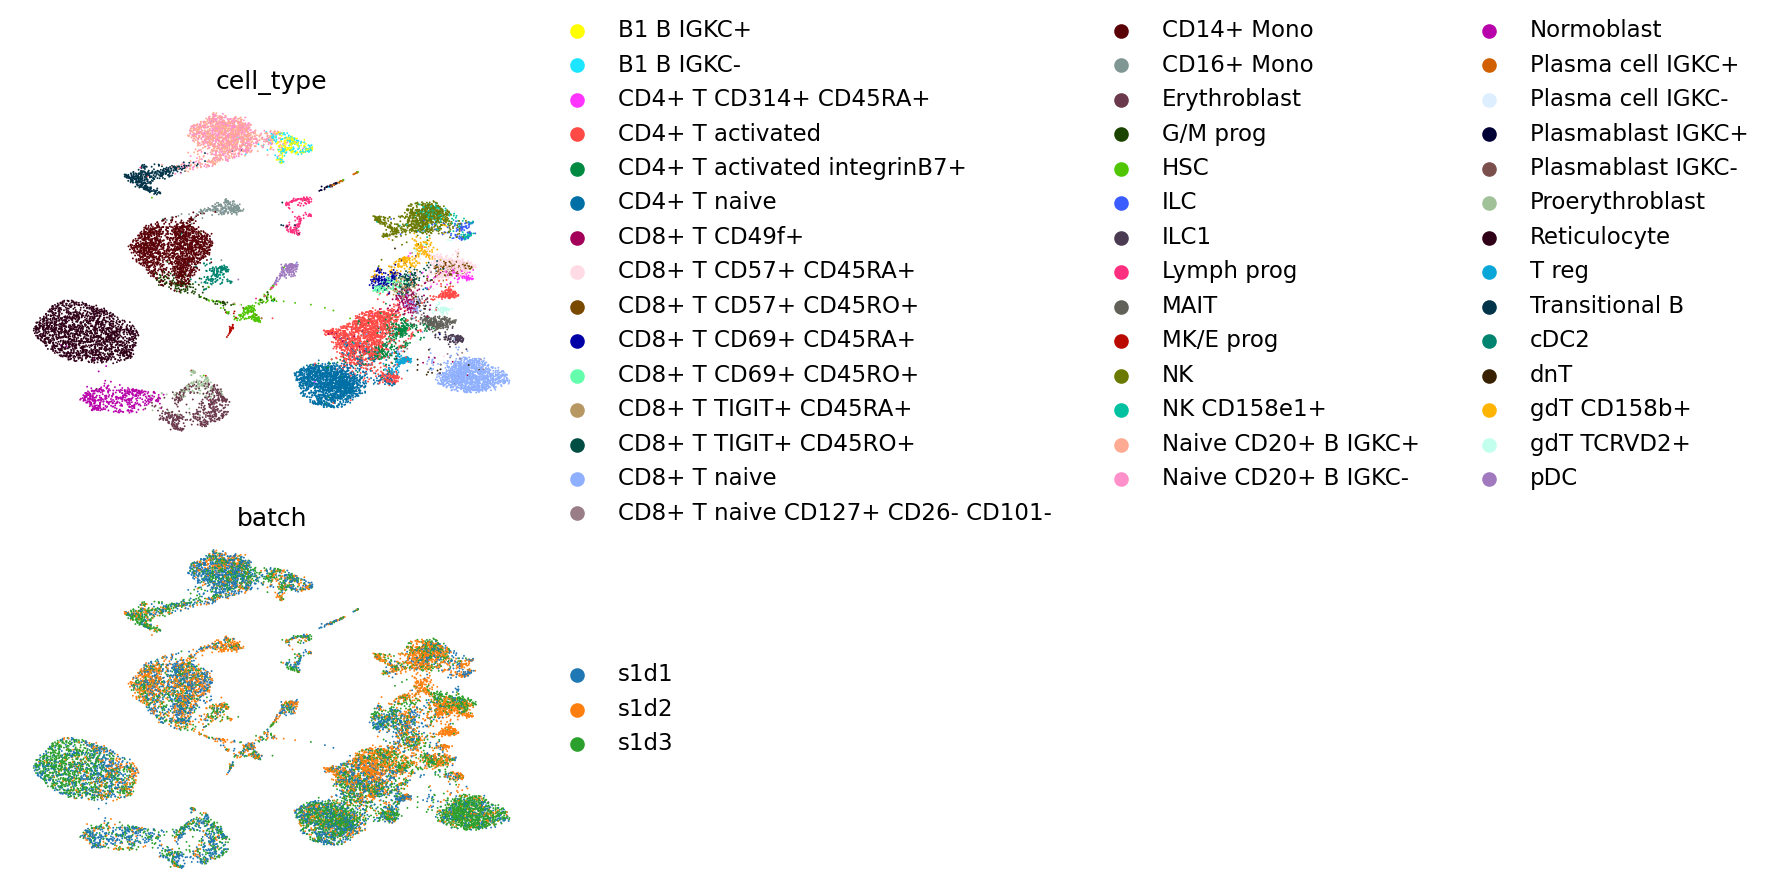 cell_type
B1 B IGKC+
B1 B IGKC-
CD4+ T CD314+ CD45RA+
CD4+ T activated
CD4+ T activated integrinB7+
CD4+ T naive
CD8+ T CD49f+
CD8+ T CD57+ CD45RA+
CD8+ T CD57+ CD45RO+
CD8+ T CD69+ CD45RA+
CD8+ T CD69+ CD45RO+
CD8+ T TIGIT+ CD45RA+
CD8+ T TIGIT+ CD45RO+
CD8+ T naive
CD8+ T naive CD127+ CD26- CD101-
CD14+ Mono
CD16+ Mono
Erythroblast
G/M prog
HSC
ILC
ILC1
Lymph prog
MAIT
MK/E prog
NK
NK CD158e1+
Naive CD20+ B IGKC+
Naive CD20+ B IGKC-
Normoblast
Plasma cell IGKC+
Plasma cell IGKC-
Plasmablast IGKC+
Plasmablast IGKC-
Proerythroblast
Reticulocyte
T reg
Transitional B
cDC2
dnT
gdT CD158b+
gdT TCRVD2+
pDC
batch
s1d1
s1d2
s1d3